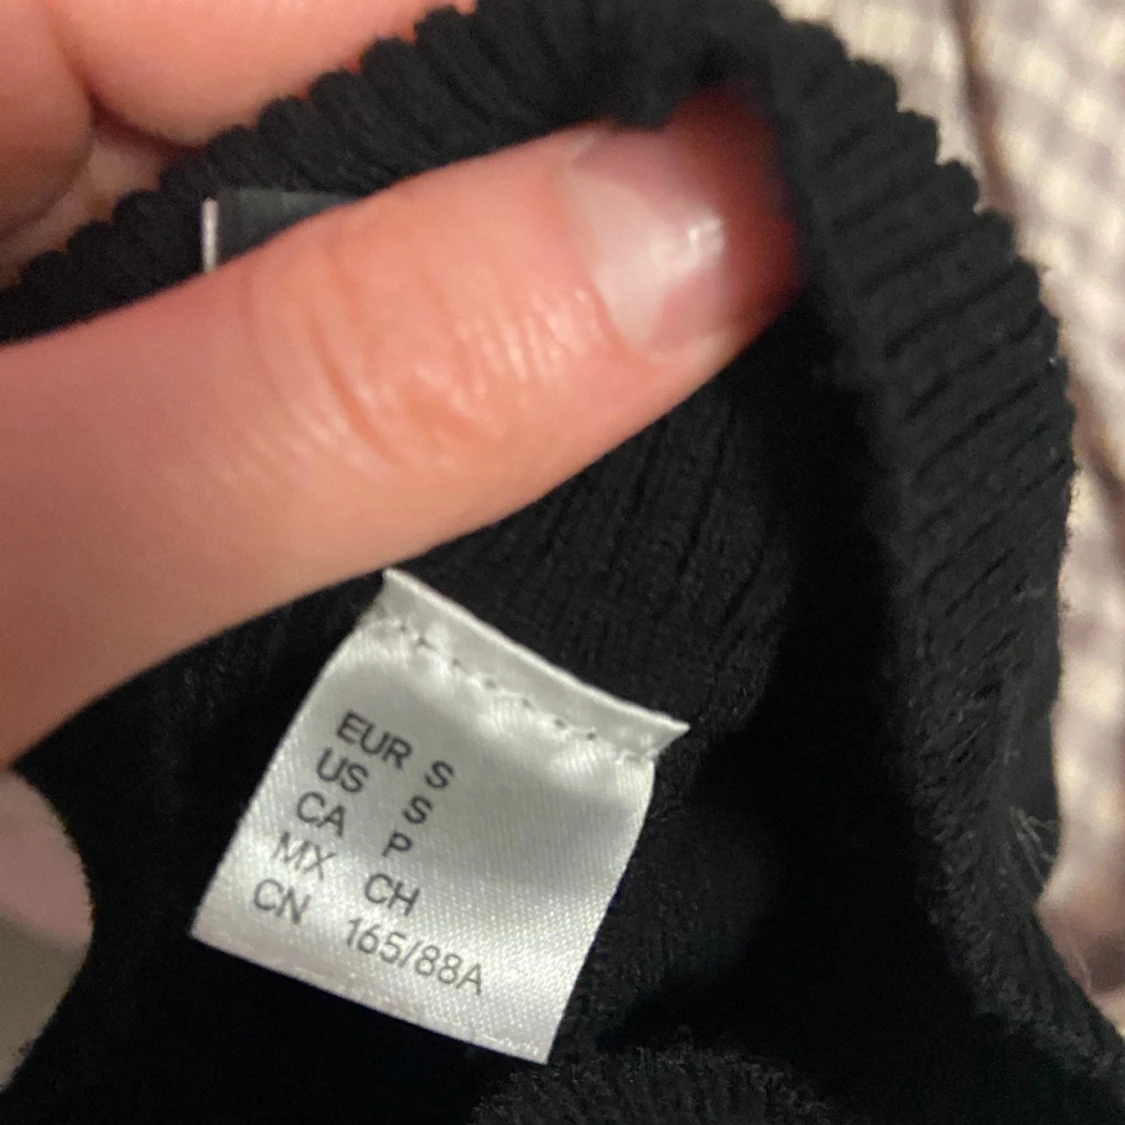 EUR S
US S
CA P
MX CH
CN 165/88A